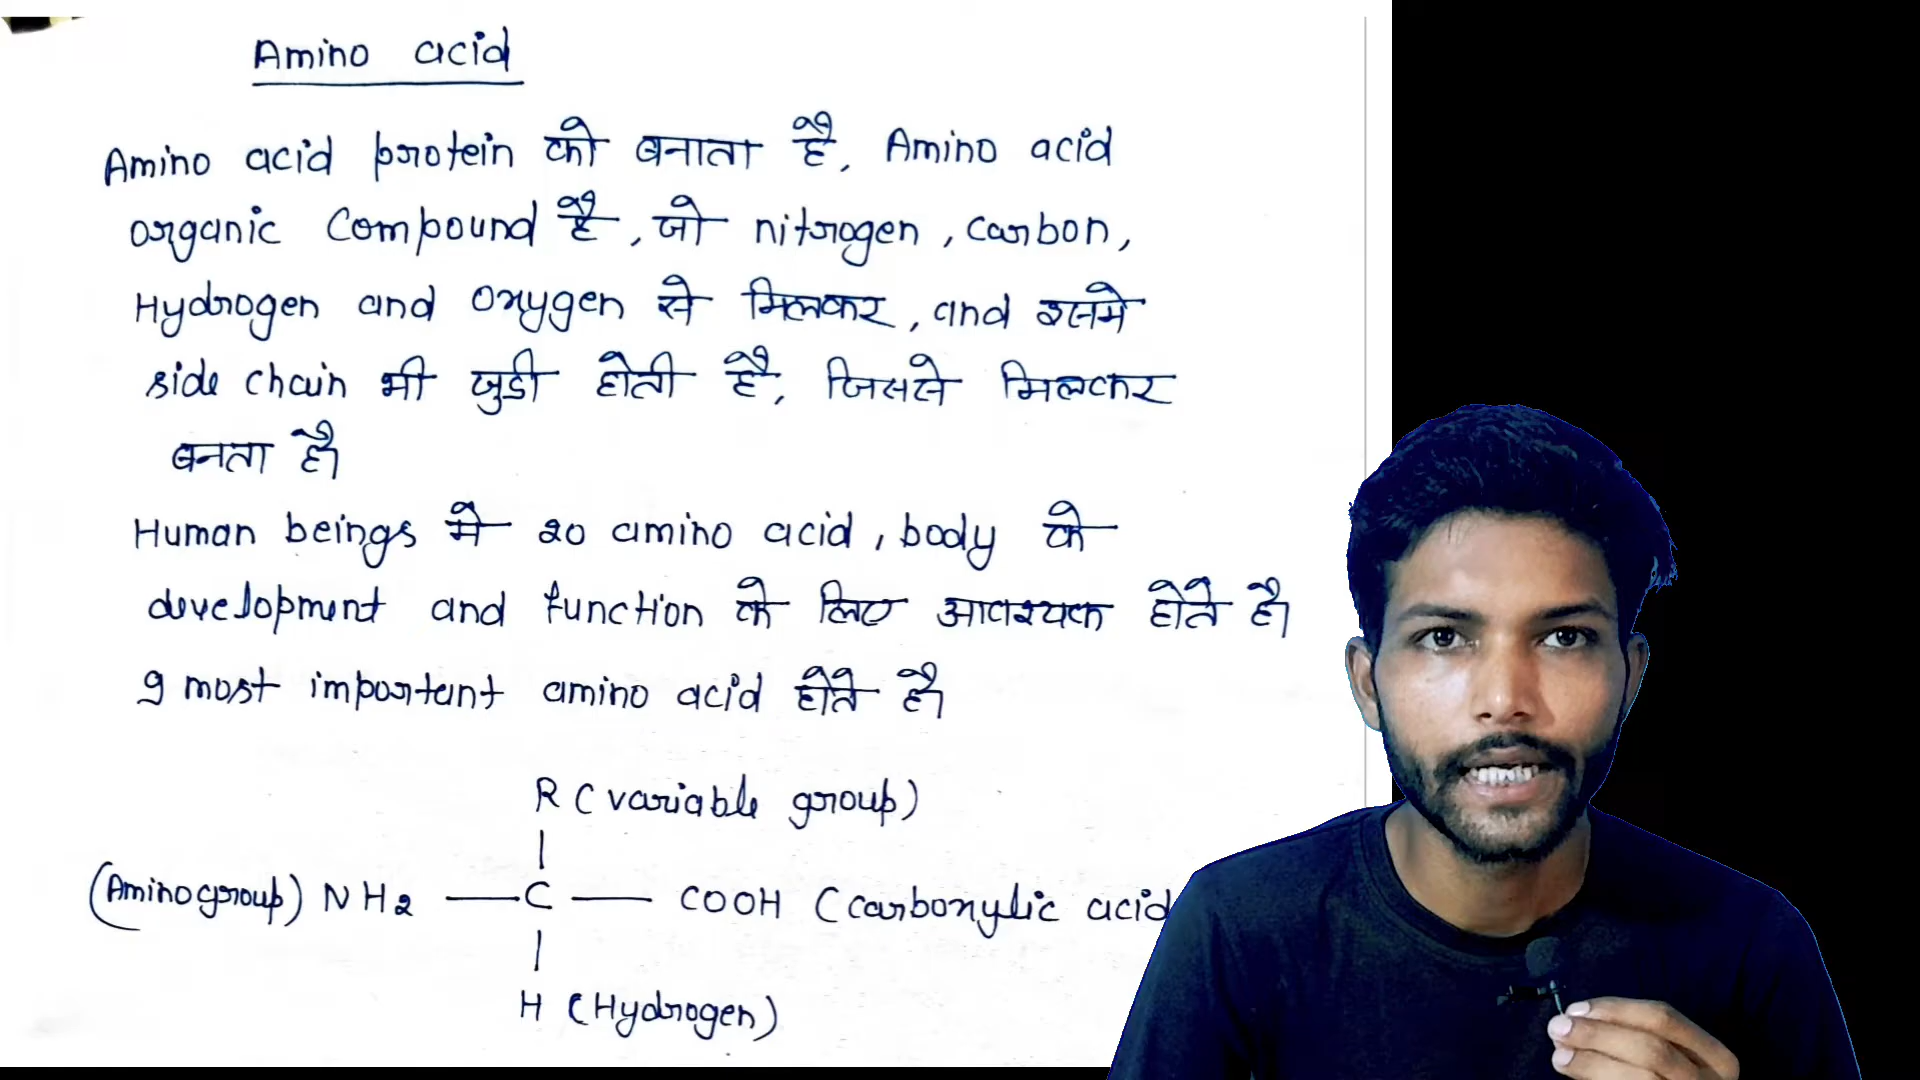 Amino acid
Amino acid protein को बनाता है, Amino acid
organic compound है, जो nitrogen, carbon,
Hydrogen and oxygen से मिलकर, and इसमे
side chain भी जुडी होती है, जिससे मिलकर
बनता है।
Human beings मे 20 amino acid, body के
development and function के लिए आवश्यक होते है।
9 most important amino acid होते है।
R (variable group)
(Amino group) NH2 — C — COOH (carboxylic acid
H (Hydrogen)